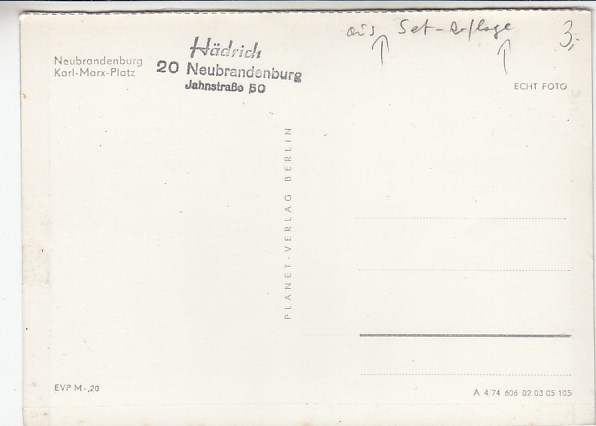 aus Set-Auflage
3,-
Hädrich
20 Neubrandenburg
Jahnstraße 50
Neubrandenburg
Karl-Marx-Platz
ECHT FOTO
PLANET-VERLAG BERLIN
EVP M -,20
A 4/74 606 02 03 05 105